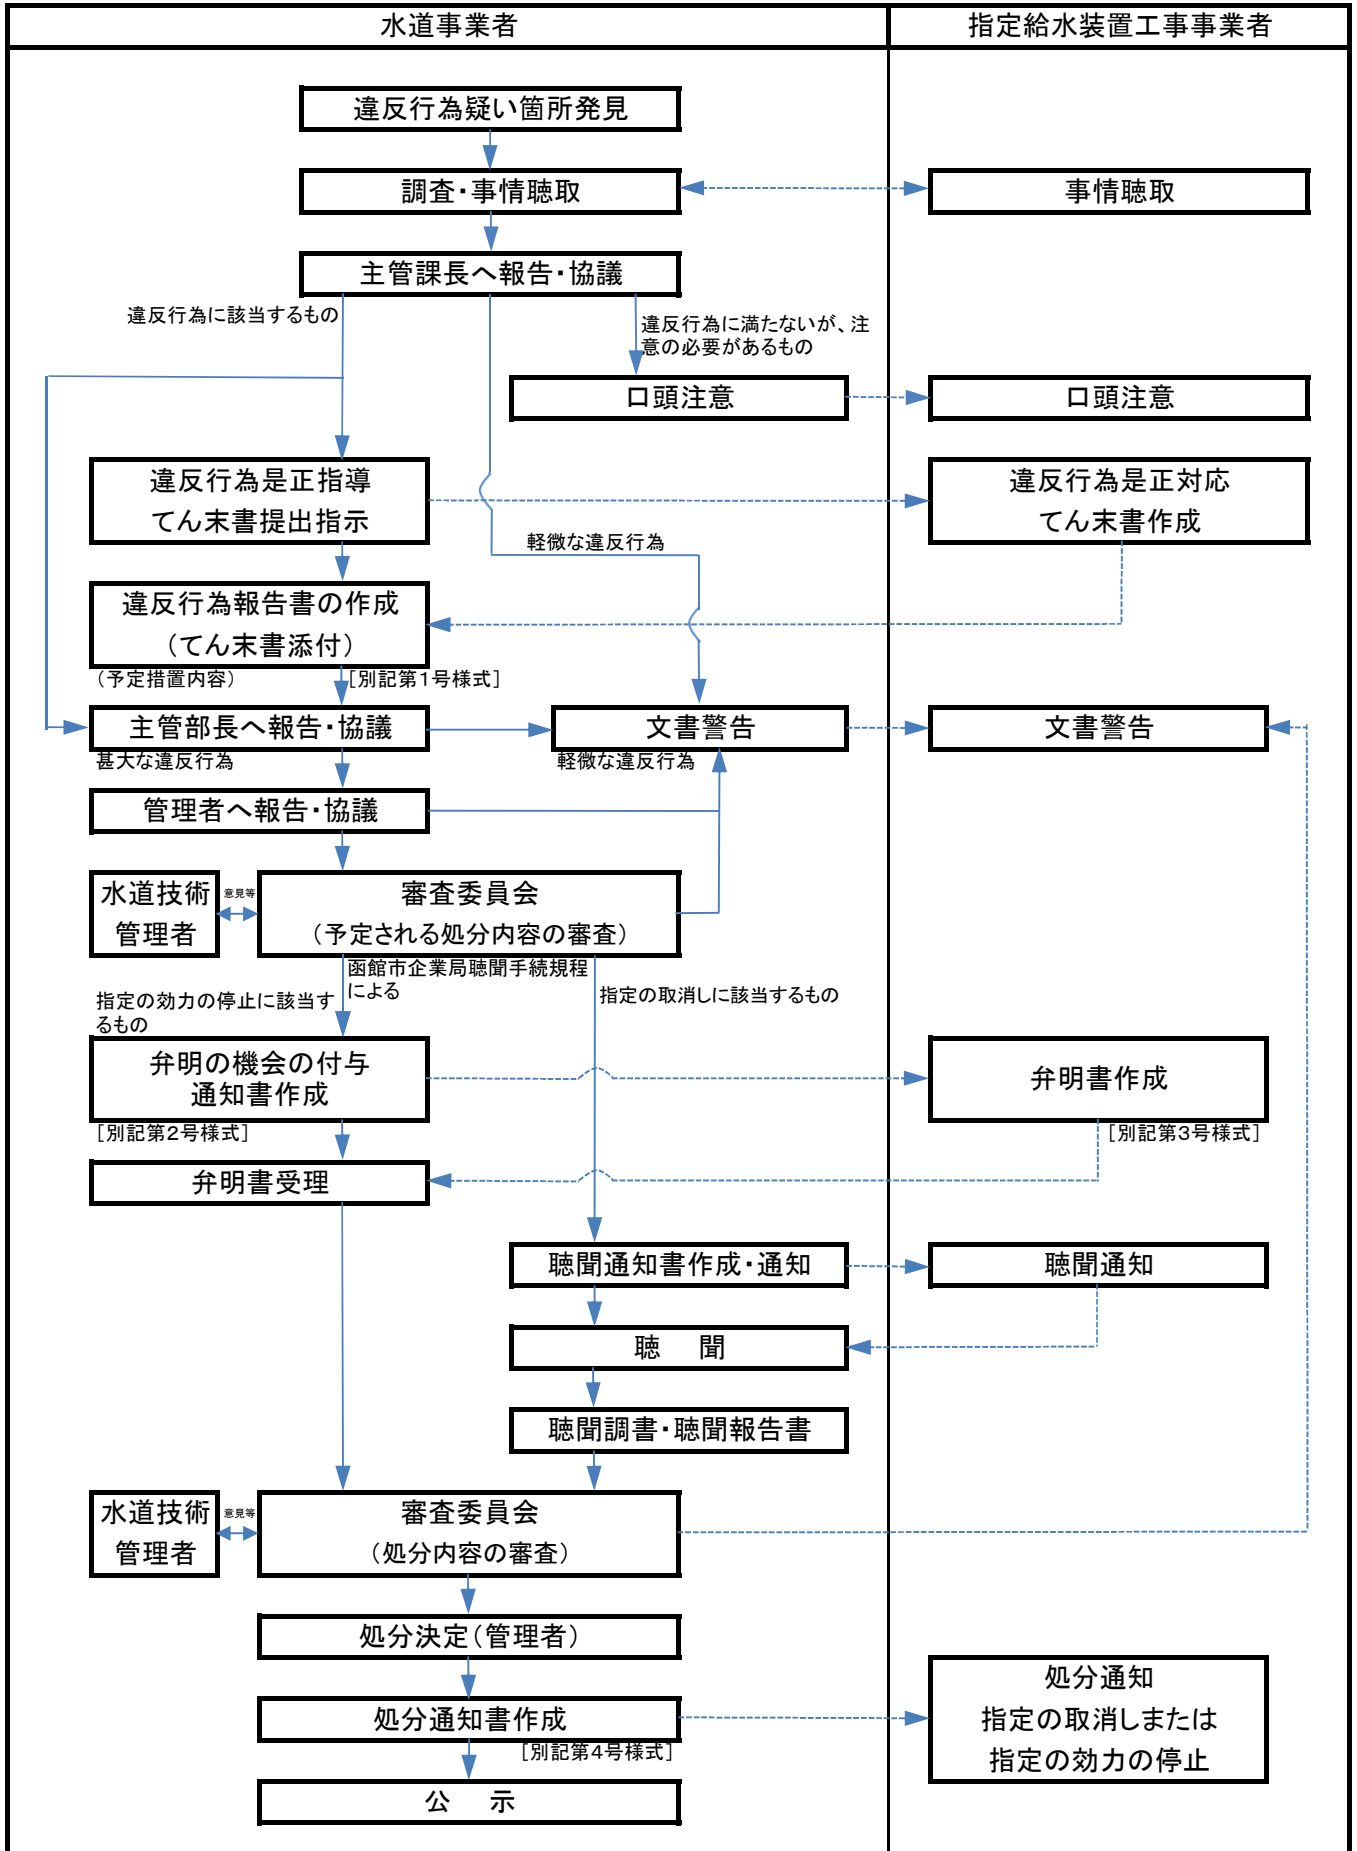 水道事業者
指定給水装置工事事業者
違反行為疑い箇所発見
調査・事情聴取
事情聴取
主管課長へ報告・協議
違反行為に該当するもの
違反行為に満たないが、注
意の必要があるもの
口頭注意
口頭注意
違反行為是正指導
てん末書提出指示
違反行為是正対応
てん末書作成
軽微な違反行為
違反行為報告書の作成
（てん末書添付）
（予定措置内容）
［別記第１号様式］
主管部長へ報告・協議
文書警告
文書警告
甚大な違反行為
軽微な違反行為
管理者へ報告・協議
水道技術
管理者
意見等
審査委員会
（予定される処分内容の審査）
函館市企業局聴聞手続規程
による
指定の効力の停止に該当す
るもの
指定の取消しに該当するもの
弁明の機会の付与
通知書作成
弁明書作成
［別記第２号様式］
［別記第３号様式］
弁明書受理
聴聞通知書作成・通知
聴聞通知
聴　聞
聴聞調書・聴聞報告書
水道技術
管理者
意見等
審査委員会
（処分内容の審査）
処分決定（管理者）
処分通知書作成
［別記第４号様式］
処分通知
指定の取消しまたは
指定の効力の停止
公　示